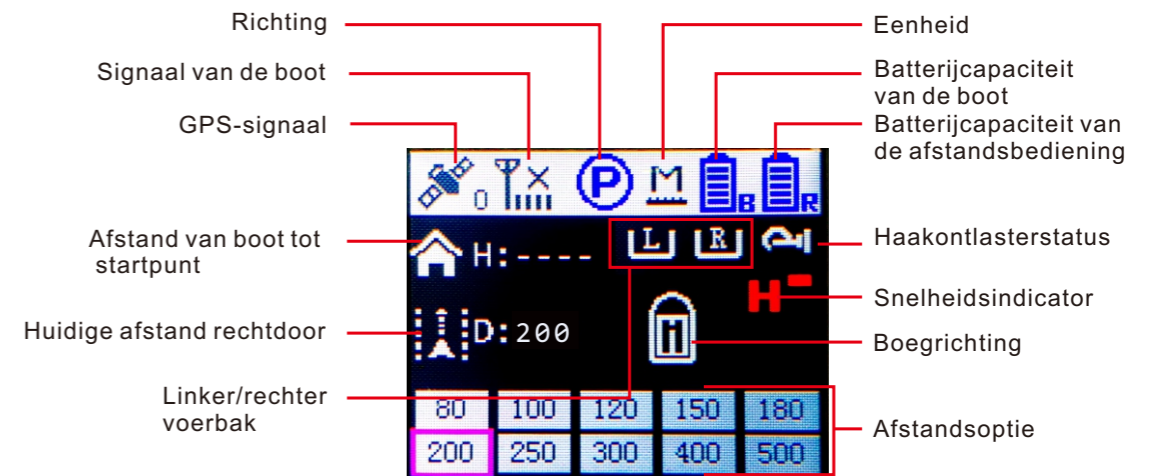 Richting
Eenheid
Signaal van de boot
Batterijcapaciteit
van de boot
GPS-signaal
Batterijcapaciteit van
de afstandsbediening
0
P
M
B
R
Afstand van boot tot
startpunt
H:----
L
R
Haakontlasterstatus
H
Snelheidsindicator
Huidige afstand rechtdoor
D:200
H
Boegrichting
Linker/rechter
voerbak
80 100 120 150 180
200 250 300 400 500
Afstandsoptie